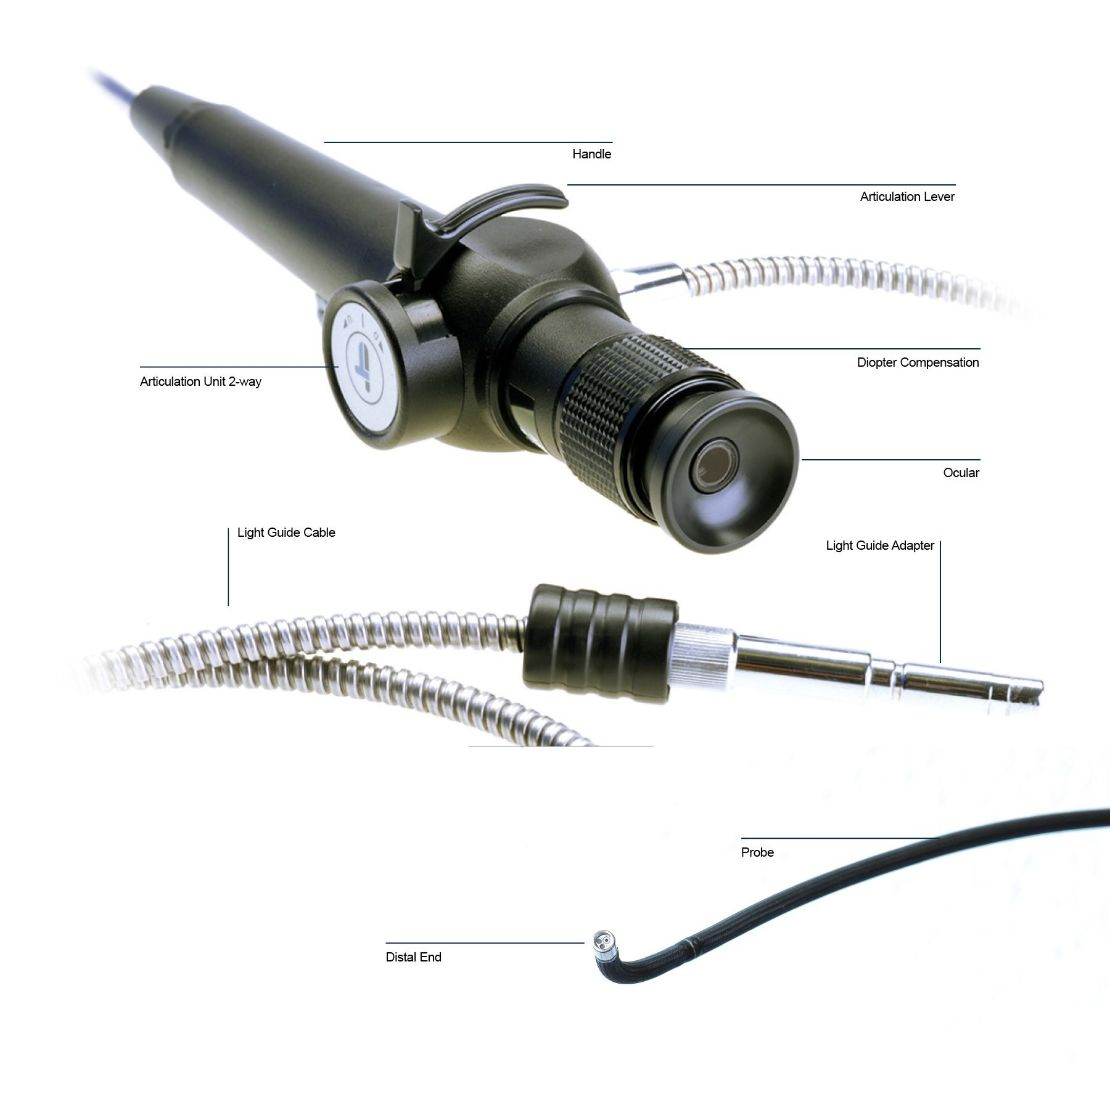 Handle
Articulation Lever
Diopter Compensation
Articulation Unit 2-way
Ocular
Light Guide Cable
Light Guide Adapter
Probe
Distal End